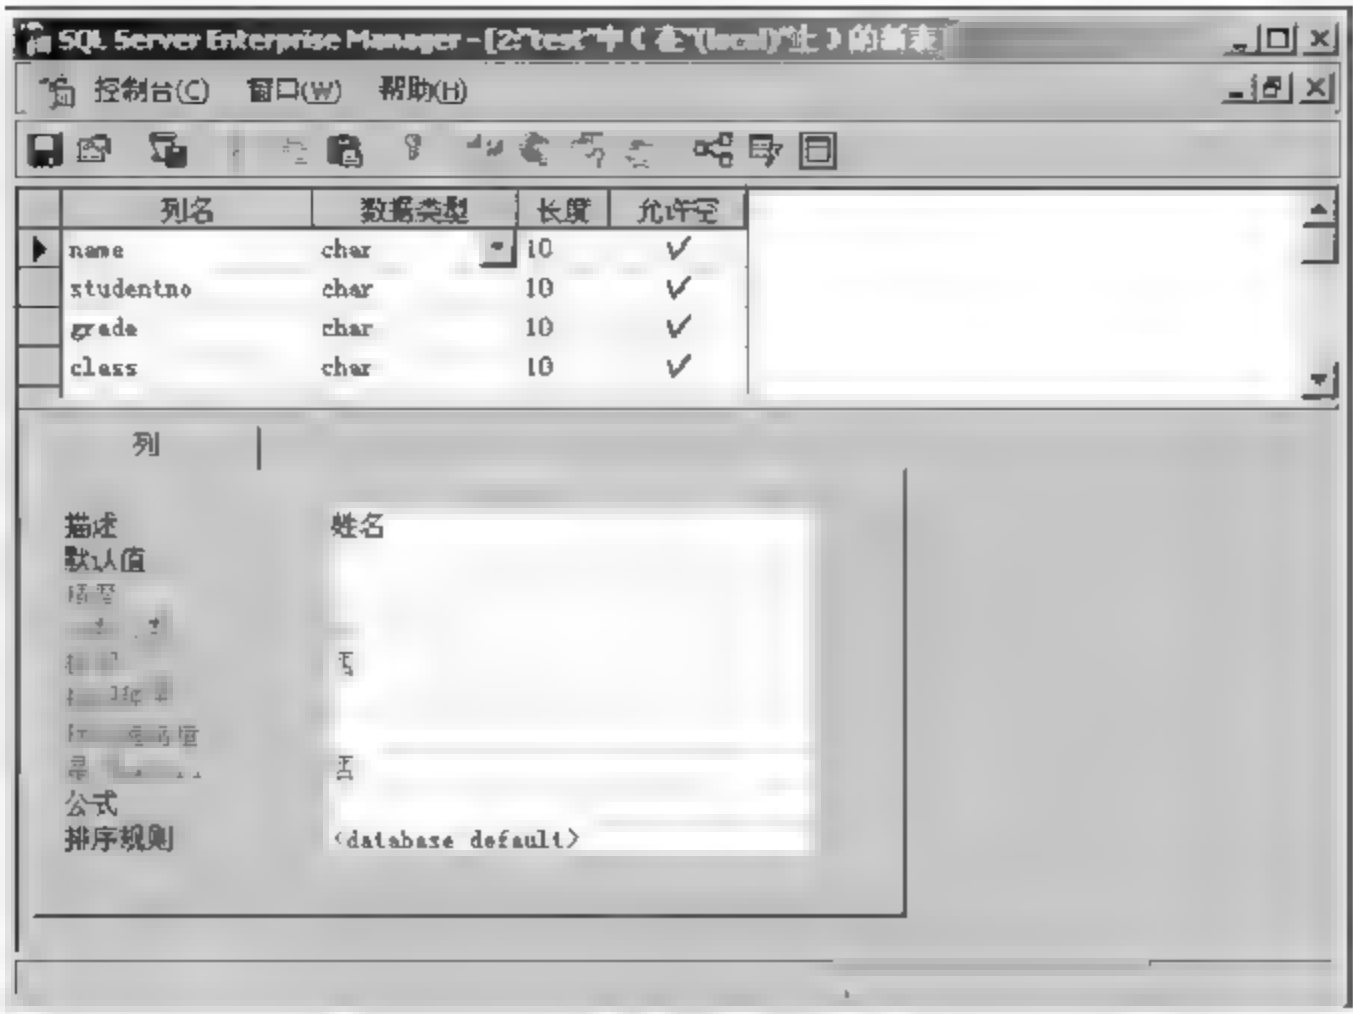 SQL Server Enterprise Manager - [2:"test"中（在"(local)"上）的新表
控制台(C) 窗口(W) 帮助(H)
列名 数据类型 长度 允许空
name char 10
studentno char 10
grade char 10
class char 10
列
描述 姓名
默认值
否
否
公式
排序规则 <database default>